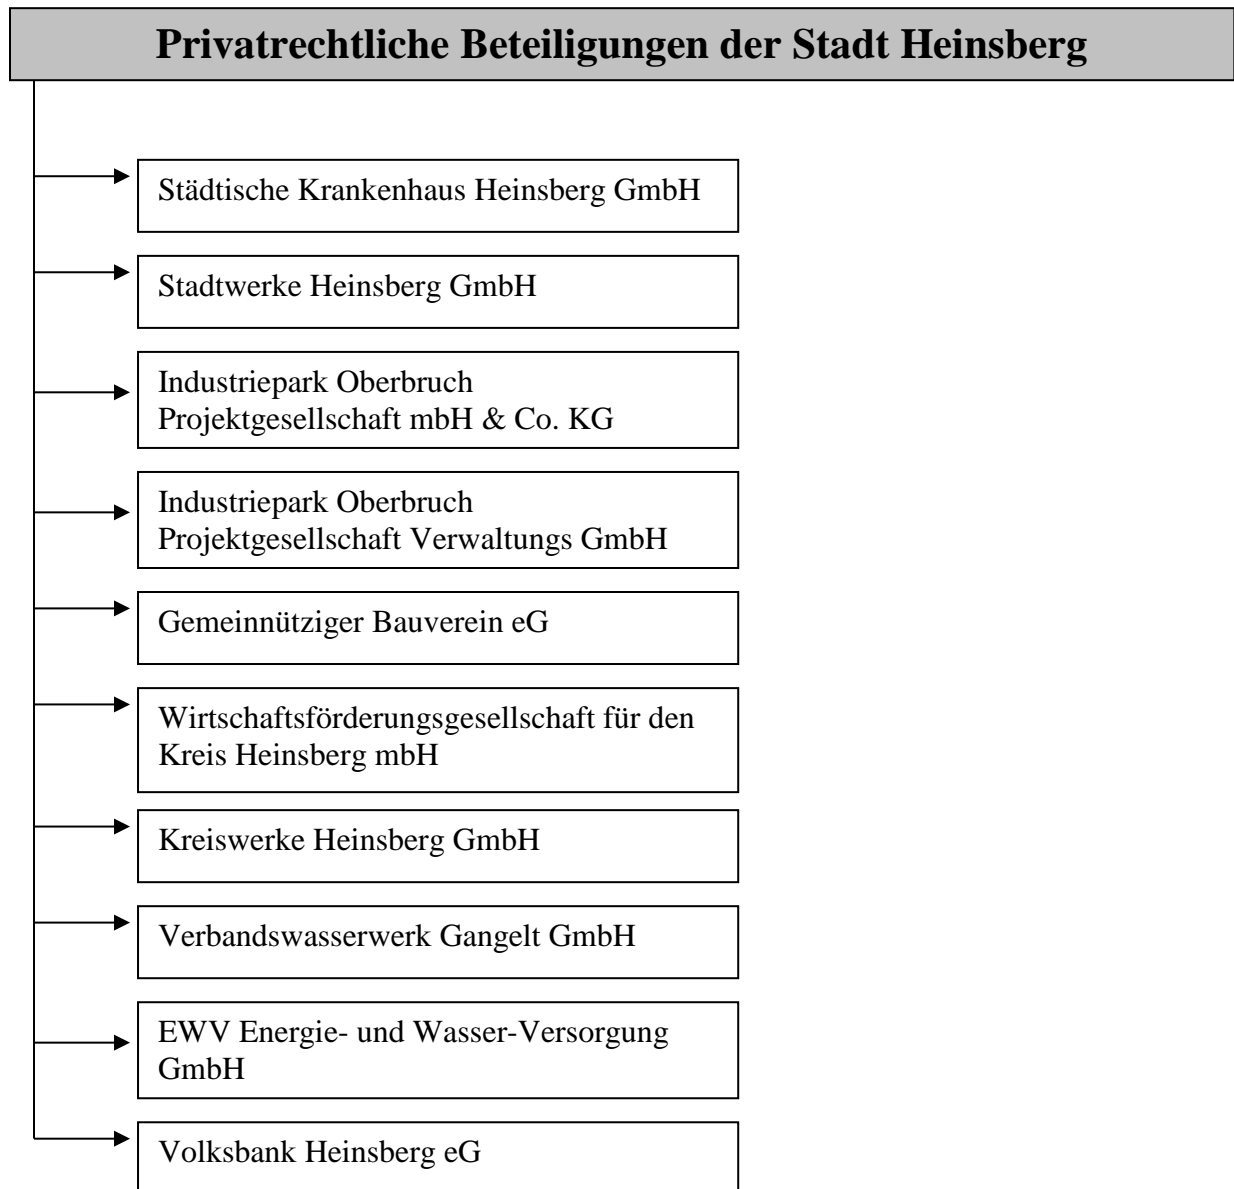 Privatrechtliche Beteiligungen der Stadt Heinsberg
Städtische Krankenhaus Heinsberg GmbH
Stadtwerke Heinsberg GmbH
Industriepark Oberbruch
Projektgesellschaft mbH & Co. KG
Industriepark Oberbruch
Projektgesellschaft Verwaltungs GmbH
Gemeinnütziger Bauverein eG
Wirtschaftsförderungsgesellschaft für den
Kreis Heinsberg mbH
Kreiswerke Heinsberg GmbH
Verbandswasserwerk Gangelt GmbH
EWV Energie- und Wasser-Versorgung
GmbH
Volksbank Heinsberg eG